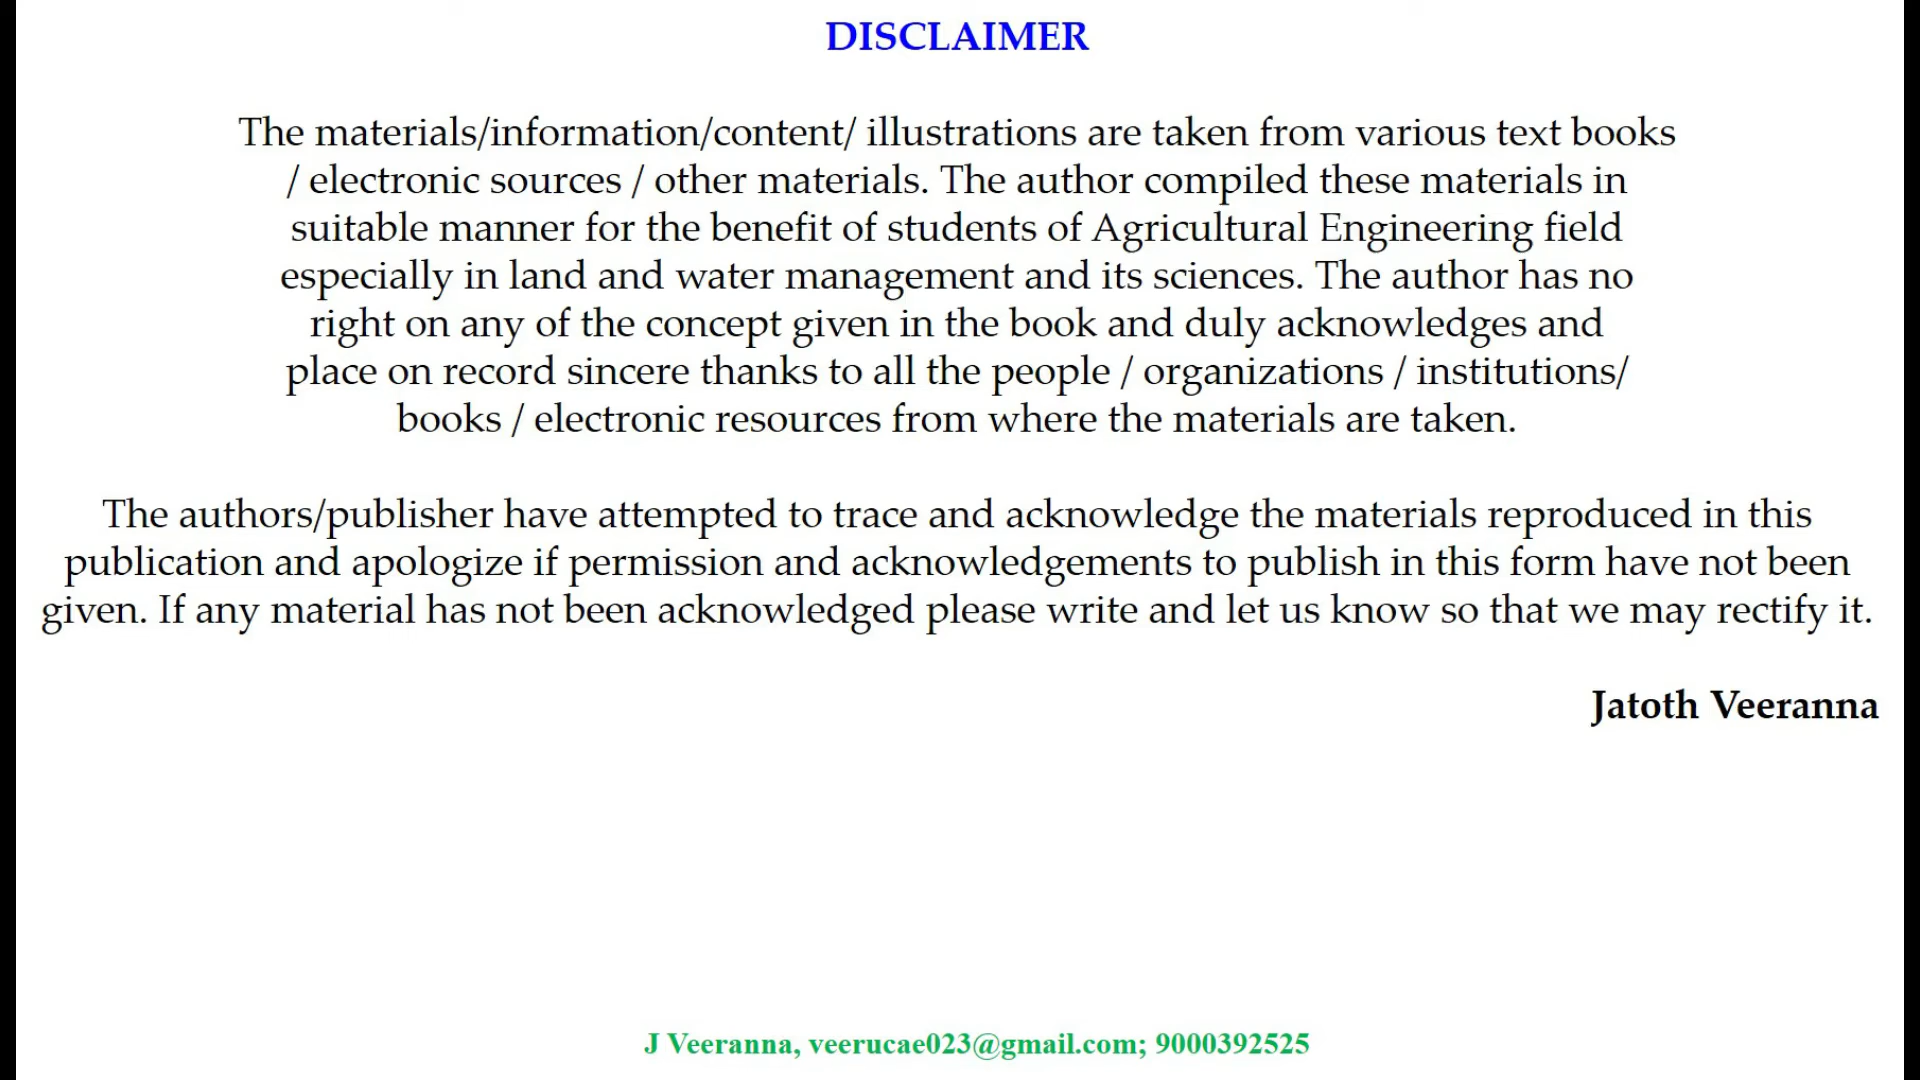 DISCLAIMER
The materials/information/content/ illustrations are taken from various text books
/ electronic sources / other materials. The author compiled these materials in
suitable manner for the benefit of students of Agricultural Engineering field
especially in land and water management and its sciences. The author has no
right on any of the concept given in the book and duly acknowledges and
place on record sincere thanks to all the people / organizations / institutions/
books / electronic resources from where the materials are taken.
The authors/publisher have attempted to trace and acknowledge the materials reproduced in this
publication and apologize if permission and acknowledgements to publish in this form have not been
given. If any material has not been acknowledged please write and let us know so that we may rectify it.
Jatoth Veeranna
J Veeranna, veerucae023@gmail.com; 9000392525